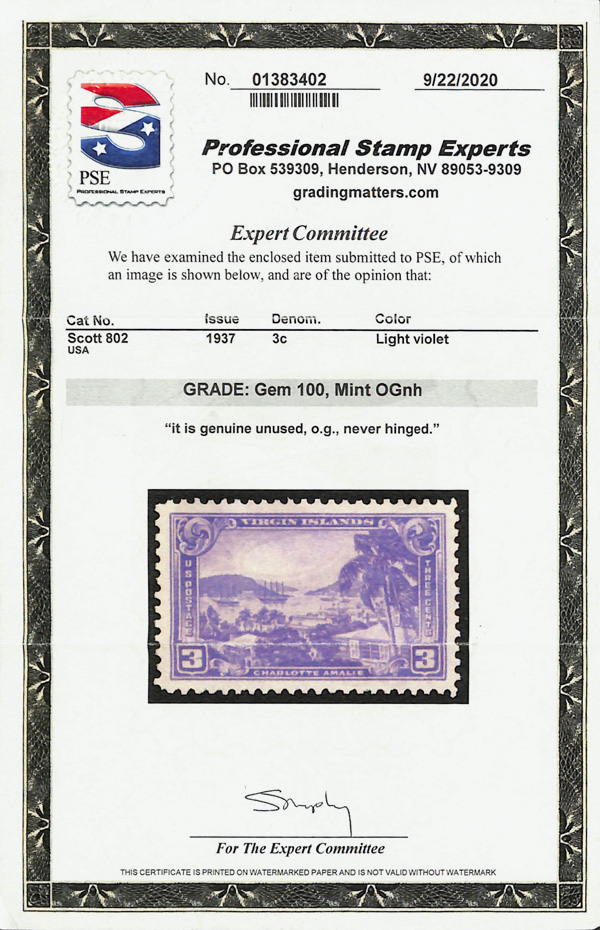 No. 01383402 9/22/2020
PSE
PROFESSIONAL STAMP EXPERTS
Professional Stamp Experts
PO Box 539309, Henderson, NV 89053-9309
gradingmatters.com
Expert Committee
We have examined the enclosed item submitted to PSE, of which
an image is shown below, and are of the opinion that:
Cat No. Issue Denom. Color
Scott 802 1937 3c Light violet
USA
GRADE: Gem 100, Mint OGnh
“it is genuine unused, o.g., never hinged.”
VIRGIN ISLANDS
US POSTAGE
THREE CENTS
3 3
CHARLOTTE AMALIE
For The Expert Committee
THIS CERTIFICATE IS PRINTED ON WATERMARKED PAPER AND IS NOT VALID WITHOUT WATERMARK